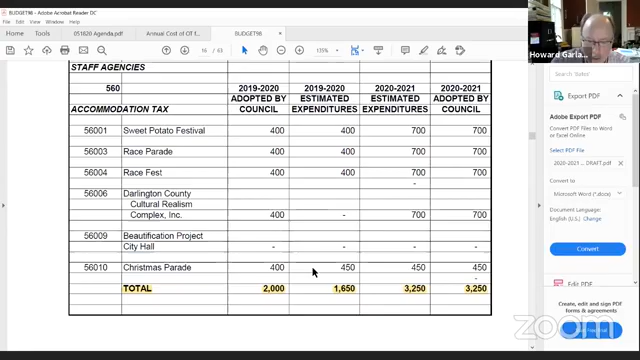 BUDGET96 - Adobe Acrobat Reader DC
File Edit View Window Help
Home Tools
051820 Agenda.pdf
Annual Cost of OT f...
BUDGET96
16 / 63
135%
Howard Garla...
STAFF AGENCIES
560 2019-2020 2019-2020 2020-2021 2020-2021
ADOPTED BY ESTIMATED ESTIMATED ADOPTED BY
ACCOMMODATION TAX COUNCIL EXPENDITURES EXPENDITURES COUNCIL
56001 Sweet Potato Festival 400 400 700 700
56003 Race Parade 400 400 700 700
56004 Race Fest 400 400 700 700
-
56006 Darlington County
Cultural Realism
Complex, Inc. 400 - 700 700
56009 Beautification Project
City Hall - - - -
56010 Christmas Parade 400 450 450 450
-
TOTAL 2,000 1,650 3,250 3,250
Export PDF
Adobe Export PDF
Convert PDF Files to Word
or Excel Online
Select PDF File
2020-2021 ... DRAFT.pdf
Convert to
Microsoft Word (*.docx)
Document Language:
English (U.S.) Change
Convert
Edit PDF
Create, edit and sign PDF
forms & agreements
zoom